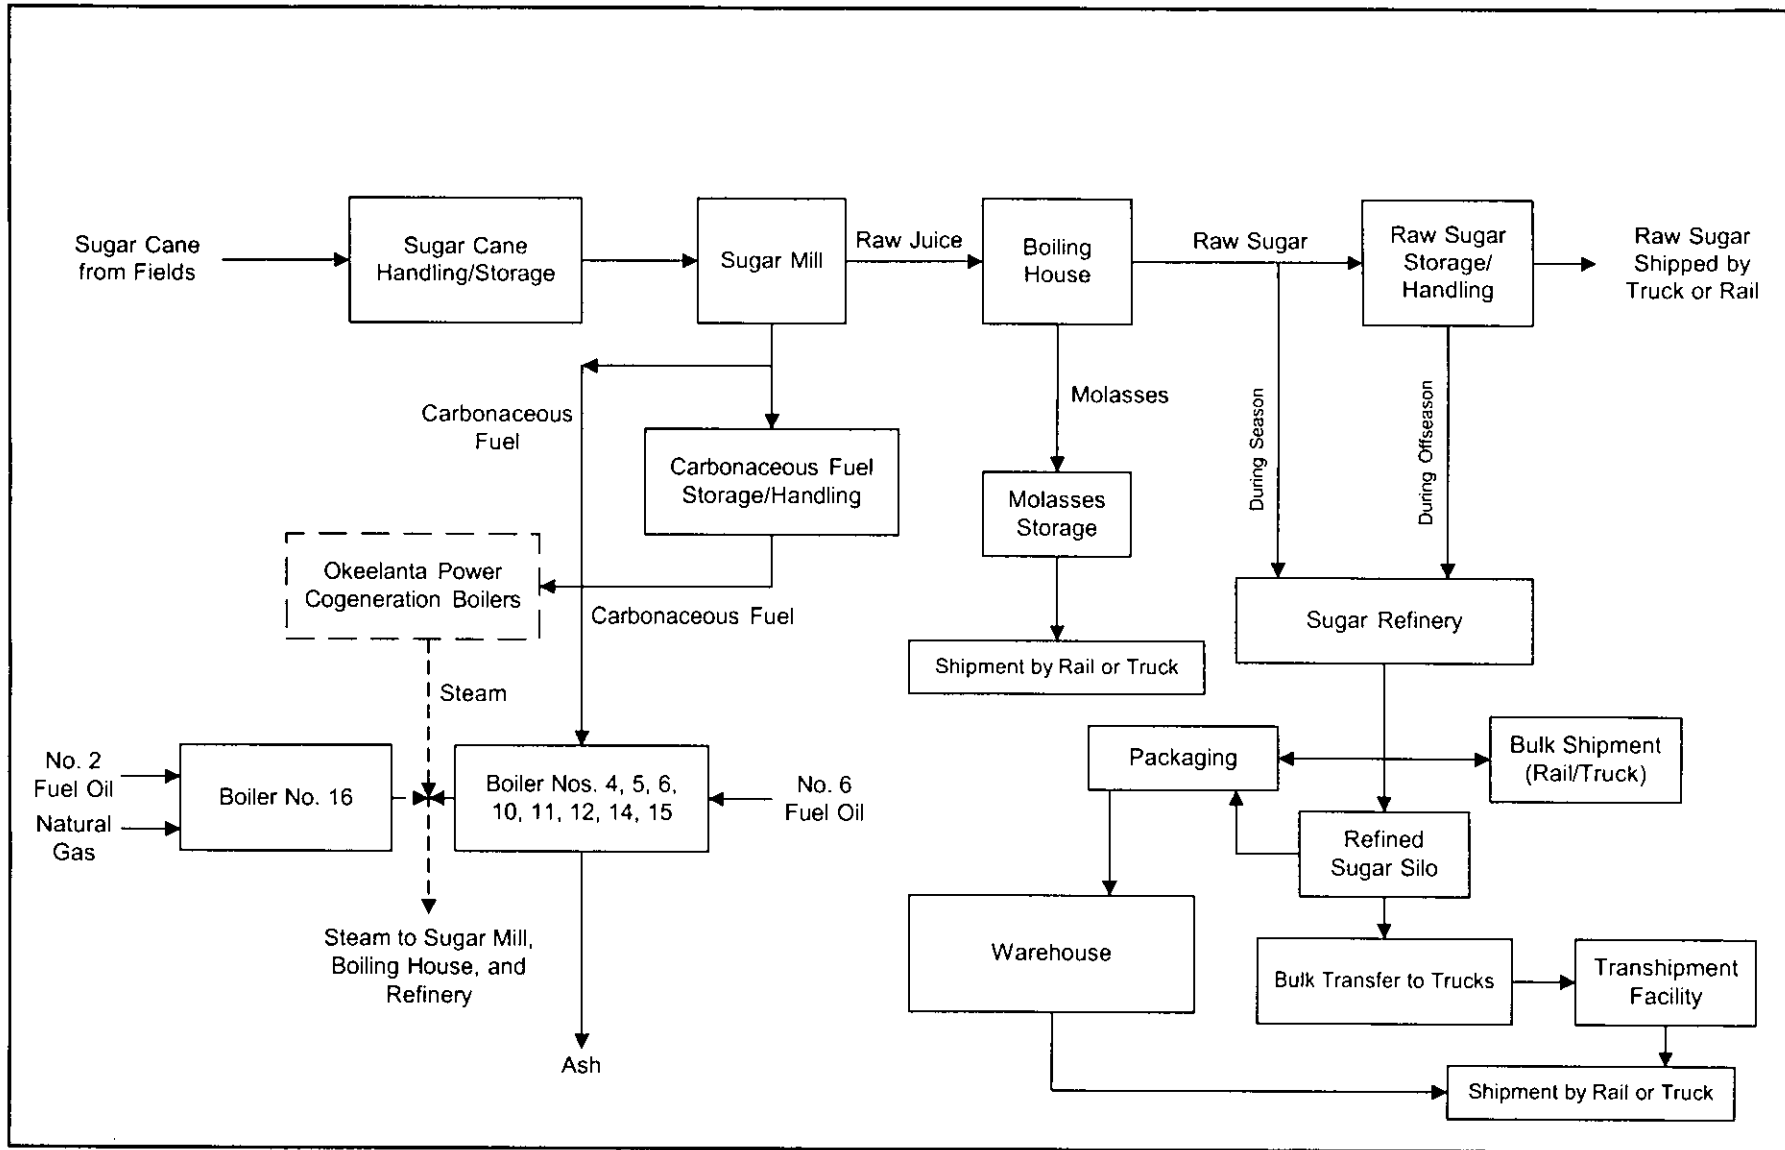 Sugar Cane
from Fields
Sugar Cane
Handling/Storage
Sugar Mill
Raw Juice
Boiling
House
Raw Sugar
Raw Sugar
Storage/
Handling
Raw Sugar
Shipped by
Truck or Rail
Carbonaceous
Fuel
Molasses
During Season
During Offseason
Carbonaceous Fuel
Storage/Handling
Molasses
Storage
Okeelanta Power
Cogeneration Boilers
Carbonaceous Fuel
Sugar Refinery
Shipment by Rail or Truck
Steam
No. 2
Fuel Oil
Natural
Gas
Boiler No. 16
Boiler Nos. 4, 5, 6,
10, 11, 12, 14, 15
No. 6
Fuel Oil
Packaging
Bulk Shipment
(Rail/Truck)
Refined
Sugar Silo
Steam to Sugar Mill,
Boiling House, and
Refinery
Warehouse
Bulk Transfer to Trucks
Transhipment
Facility
Ash
Shipment by Rail or Truck